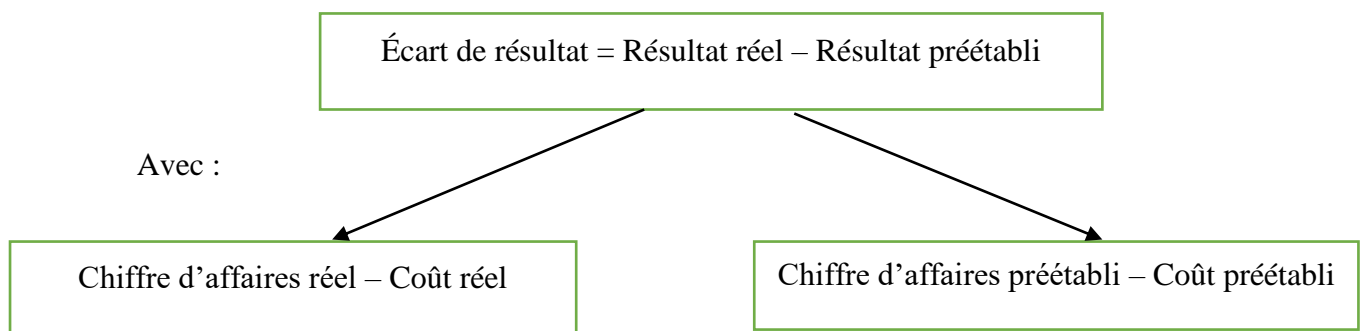 Écart de résultat = Résultat réel – Résultat préétabli
Avec :
Chiffre d’affaires réel – Coût réel
Chiffre d’affaires préétabli – Coût préétabli